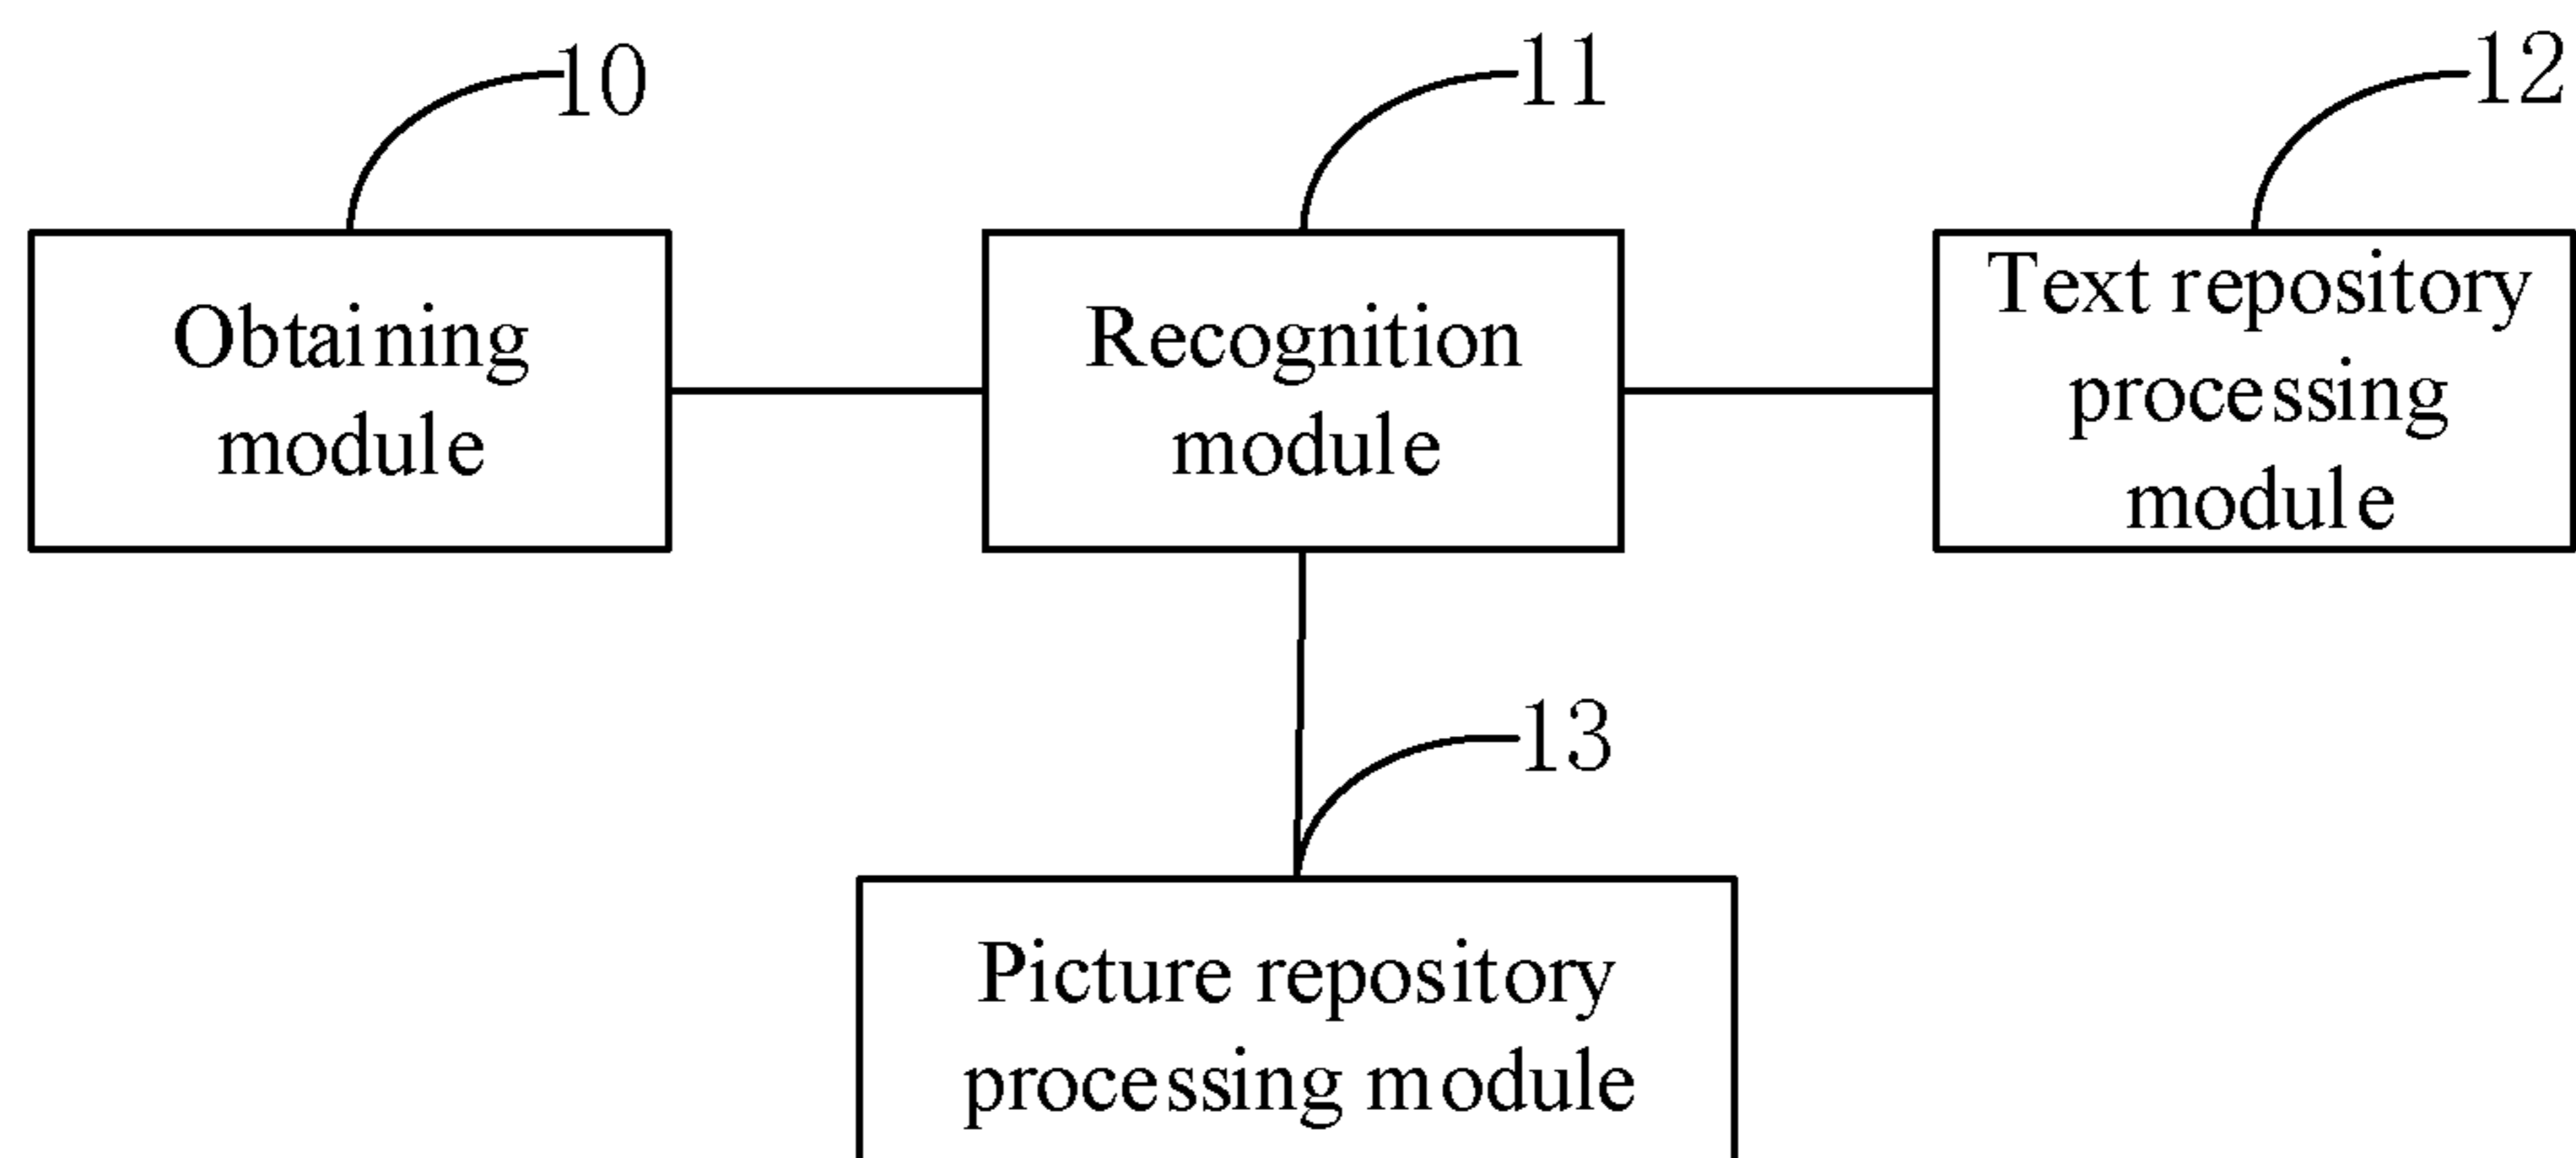 10
11
12
Obtaining
module
Recognition
module
Text repository
processing
module
13
Picture repository
processing module